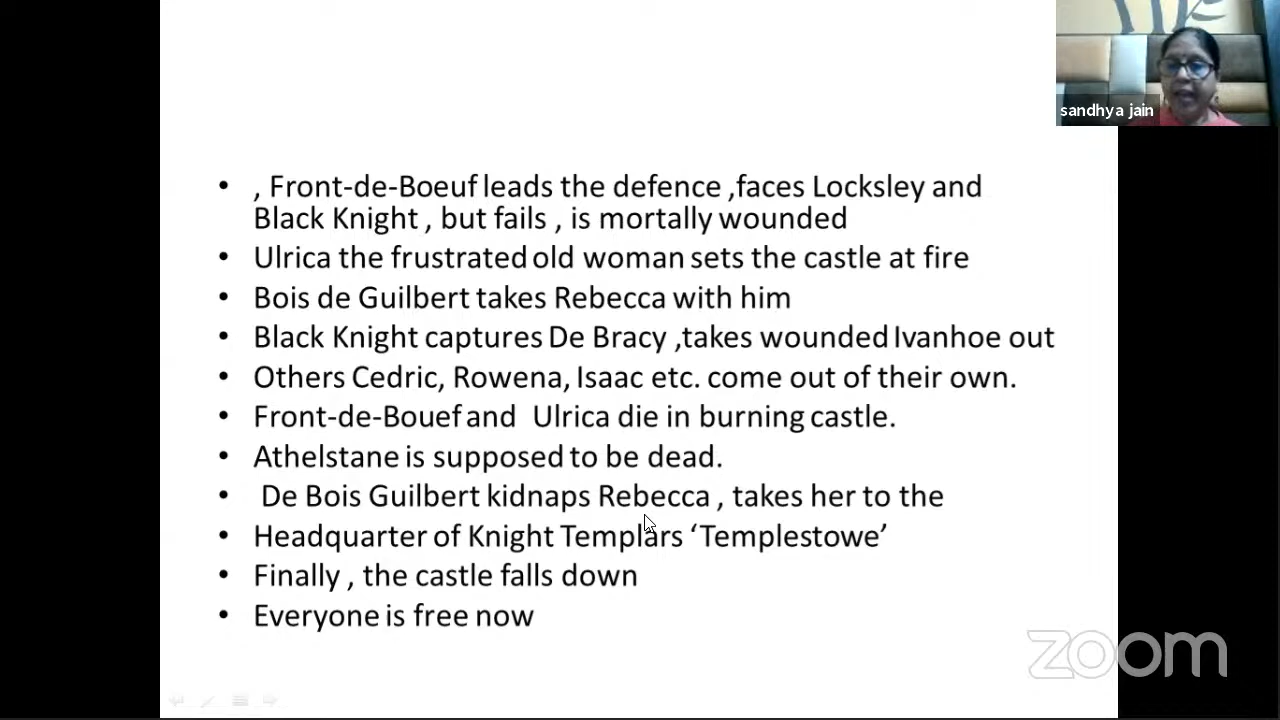 sandhya jain
• , Front-de-Boeuf leads the defence ,faces Locksley and
Black Knight , but fails , is mortally wounded
• Ulrica the frustrated old woman sets the castle at fire
• Bois de Guilbert takes Rebecca with him
• Black Knight captures De Bracy ,takes wounded Ivanhoe out
• Others Cedric, Rowena, Isaac etc. come out of their own.
• Front-de-Bouef and Ulrica die in burning castle.
• Athelstane is supposed to be dead.
• De Bois Guilbert kidnaps Rebecca , takes her to the
• Headquarter of Knight Templars ‘Templestowe’
• Finally , the castle falls down
• Everyone is free now
zoom